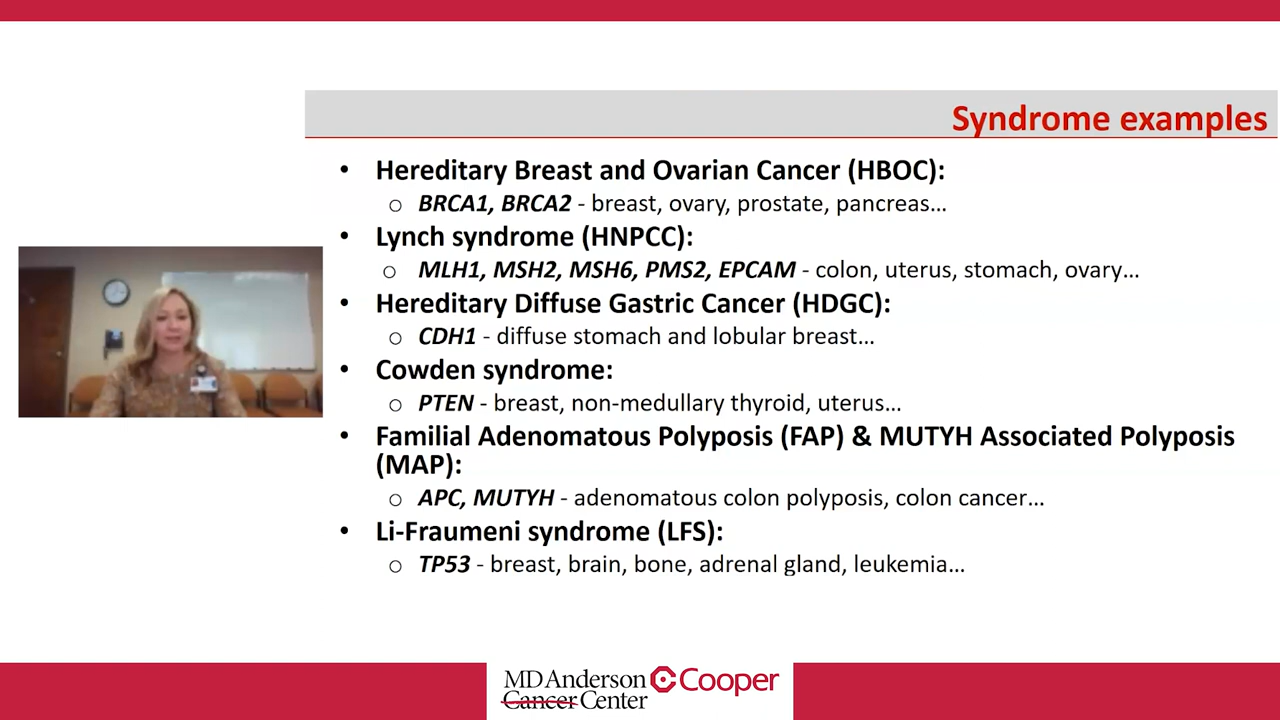 Syndrome examples
• Hereditary Breast and Ovarian Cancer (HBOC):
o BRCA1, BRCA2 - breast, ovary, prostate, pancreas…
• Lynch syndrome (HNPCC):
o MLH1, MSH2, MSH6, PMS2, EPCAM - colon, uterus, stomach, ovary…
• Hereditary Diffuse Gastric Cancer (HDGC):
o CDH1 - diffuse stomach and lobular breast…
• Cowden syndrome:
o PTEN - breast, non-medullary thyroid, uterus…
• Familial Adenomatous Polyposis (FAP) & MUTYH Associated Polyposis
(MAP):
o APC, MUTYH - adenomatous colon polyposis, colon cancer…
• Li-Fraumeni syndrome (LFS):
o TP53 - breast, brain, bone, adrenal gland, leukemia…
MD Anderson Cooper
Cancer Center